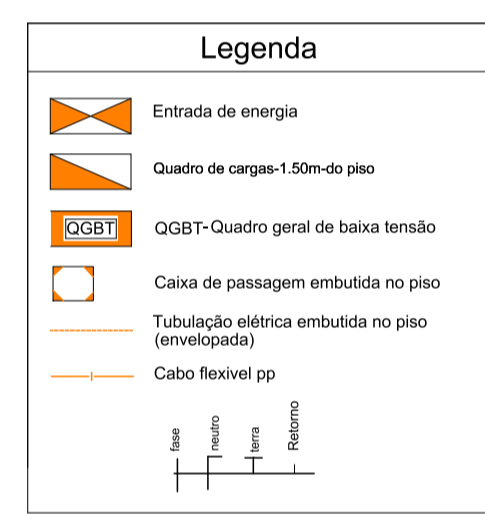 Legenda
Entrada de energia
Quadro de cargas-1.50m-do piso
QGBT
QGBT-Quadro geral de baixa tensão
Caixa de passagem embutida no piso
Tubulação elétrica embutida no piso
(envelopada)
Cabo flexivel pp
fase
neutro
terra
Retorno